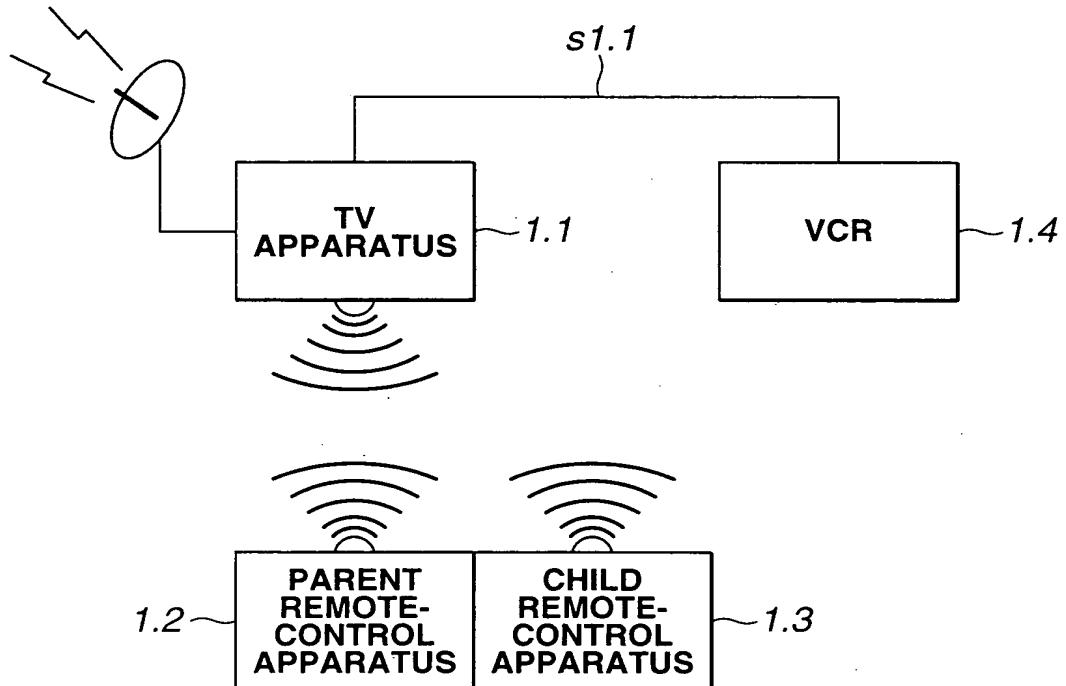 s1.1
TV
APPARATUS
1.1
VCR
1.4
PARENT
REMOTE-
CONTROL
APPARATUS
1.2
CHILD
REMOTE-
CONTROL
APPARATUS
1.3